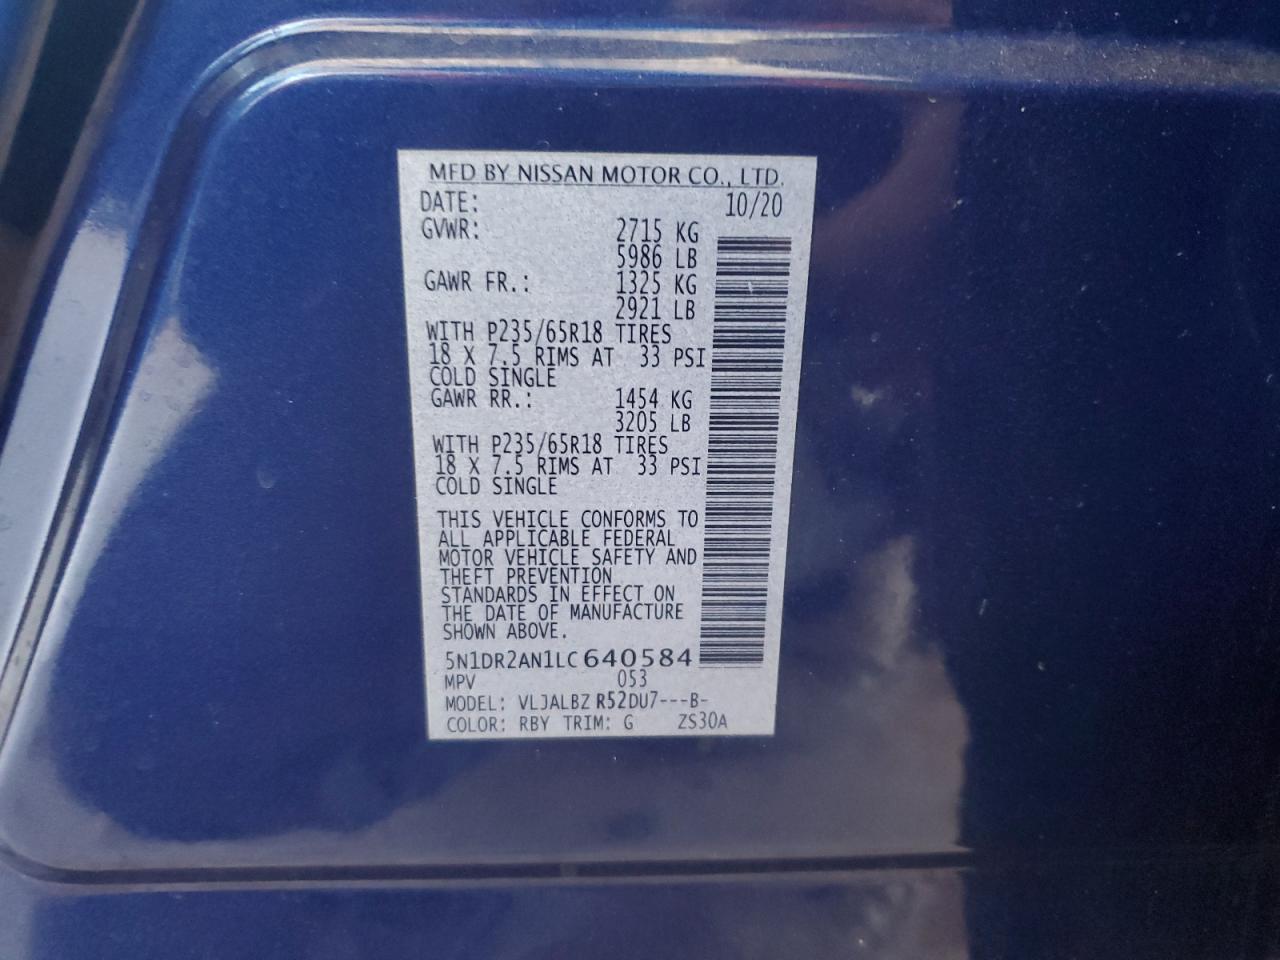 MFD BY NISSAN MOTOR CO., LTD.
DATE: 10/20
GVWR: 2715 KG
5986 LB
GAWR FR.: 1325 KG
2921 LB
WITH P235/65R18 TIRES
18 X 7.5 RIMS AT 33 PSI
COLD SINGLE
GAWR RR.: 1454 KG
3205 LB
WITH P235/65R18 TIRES
18 X 7.5 RIMS AT 33 PSI
COLD SINGLE
THIS VEHICLE CONFORMS TO
ALL APPLICABLE FEDERAL
MOTOR VEHICLE SAFETY AND
THEFT PREVENTION
STANDARDS IN EFFECT ON
THE DATE OF MANUFACTURE
SHOWN ABOVE.
5N1DR2AN1LC640584
MPV 053
MODEL: VLJALBZ R52DU7---B-
COLOR: RBY TRIM: G ZS30A